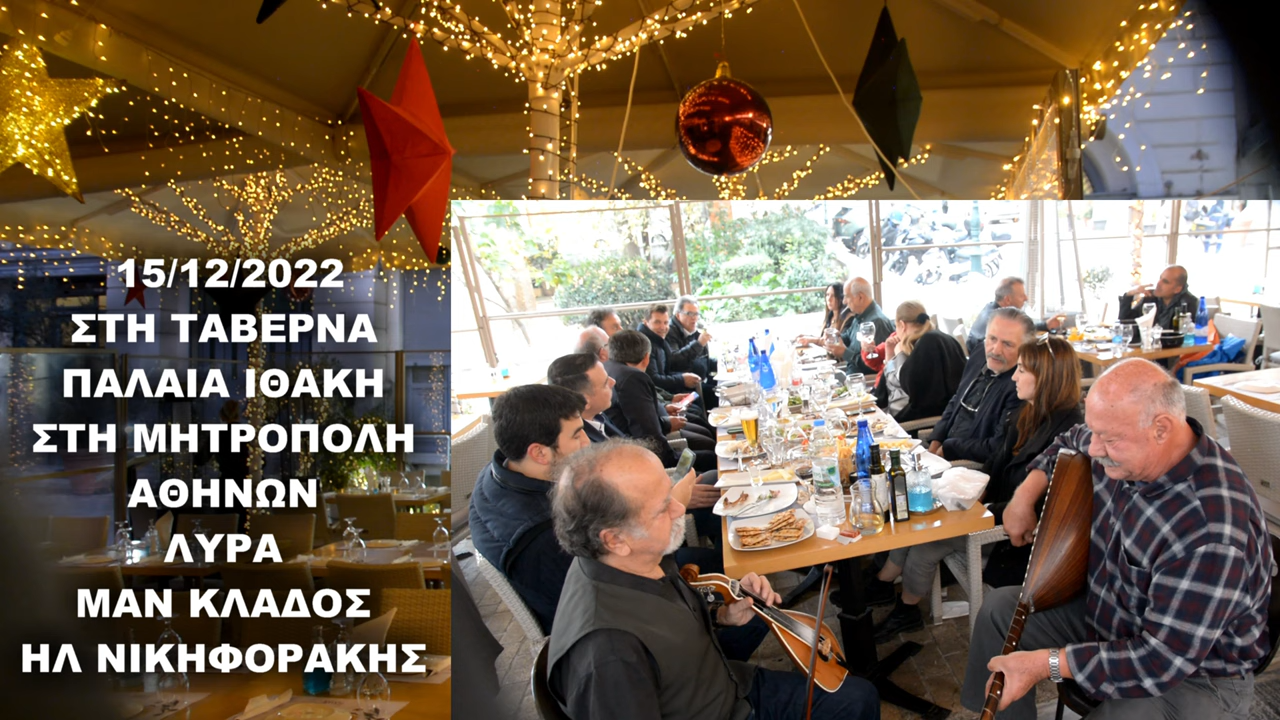 15/12/2022
ΣΤΗ ΤΑΒΕΡΝΑ
ΠΑΛΑΙΑ ΙΘΑΚΗ
ΣΤΗ ΜΗΤΡΟΠΟΛΗ
ΑΘΗΝΩΝ
ΛΥΡΑ
ΜΑΝ ΚΛΑΔΟΣ
ΗΛ ΝΙΚΗΦΟΡΑΚΗΣ